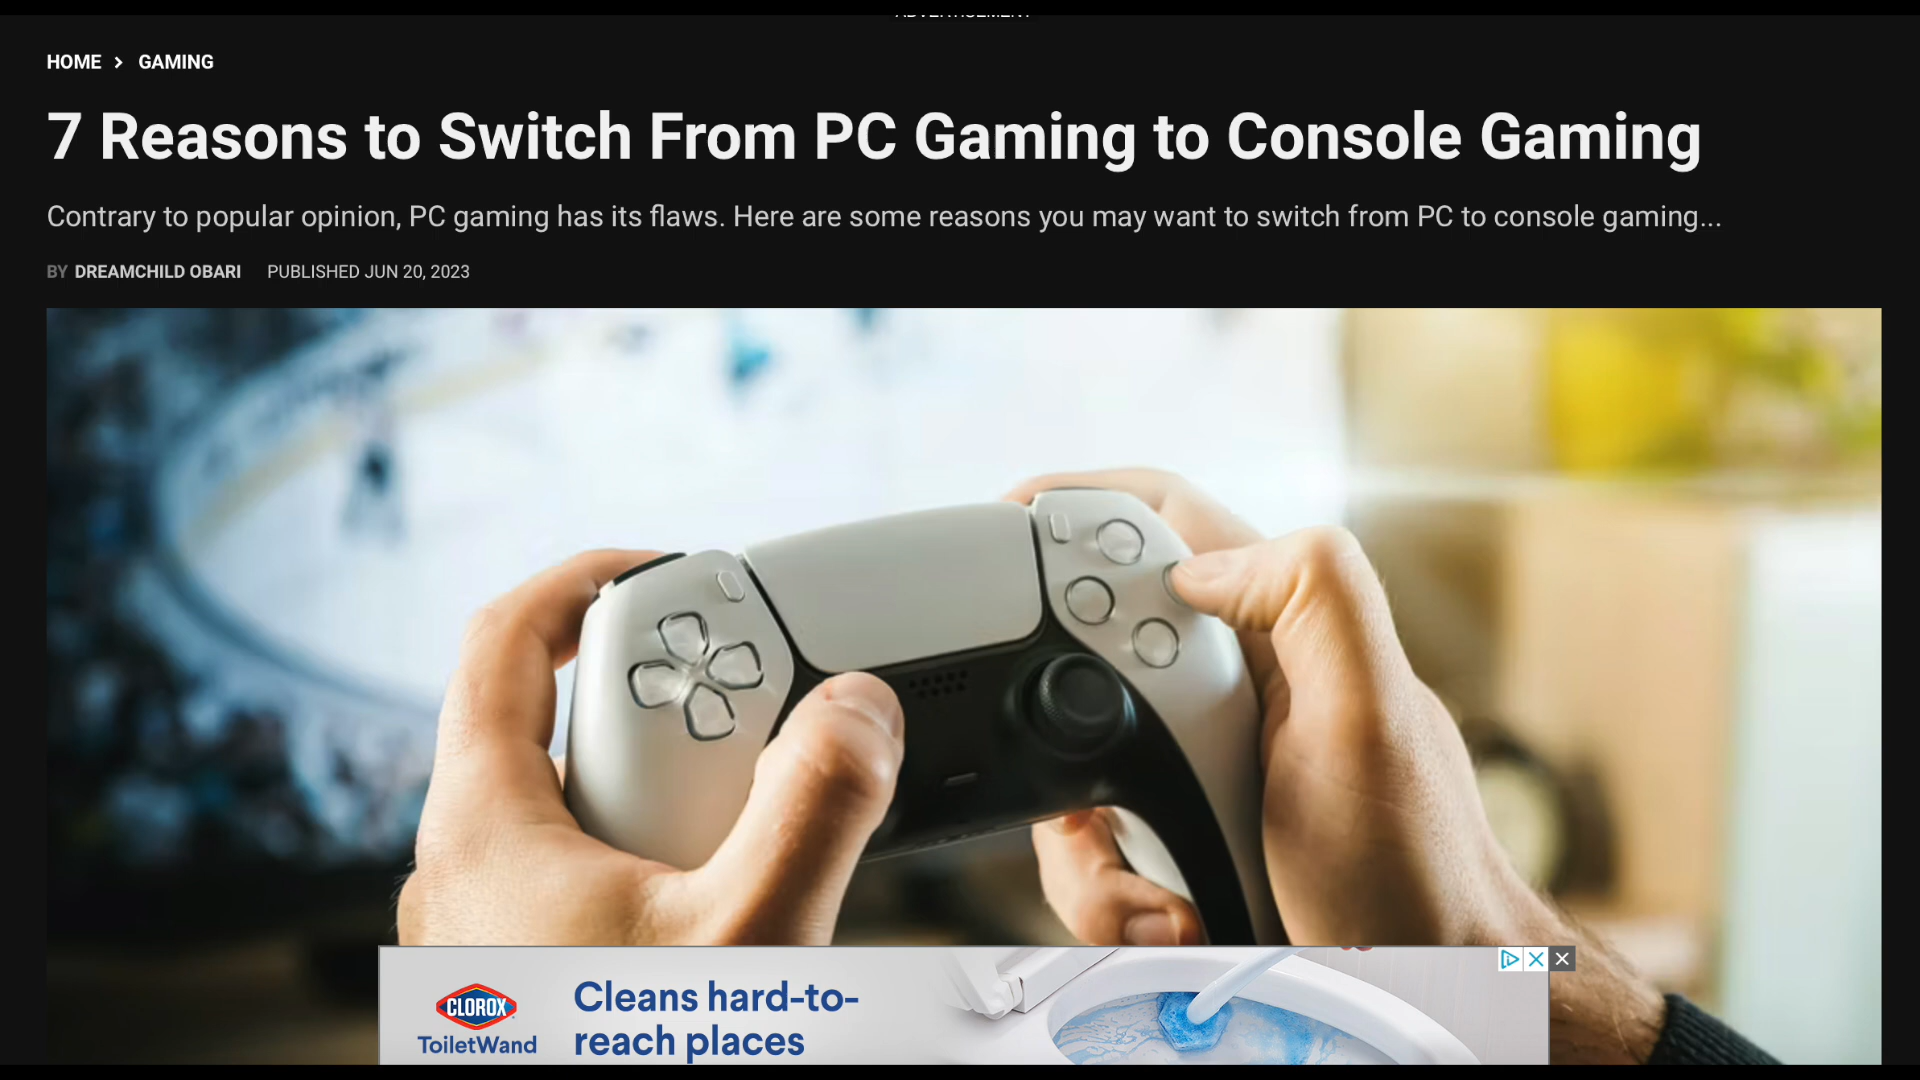 ADVERTISEMENT
HOME > GAMING
7 Reasons to Switch From PC Gaming to Console Gaming
Contrary to popular opinion, PC gaming has its flaws. Here are some reasons you may want to switch from PC to console gaming...
BY DREAMCHILD OBARI PUBLISHED JUN 20, 2023
CLOROX
ToiletWand
Cleans hard-to-
reach places